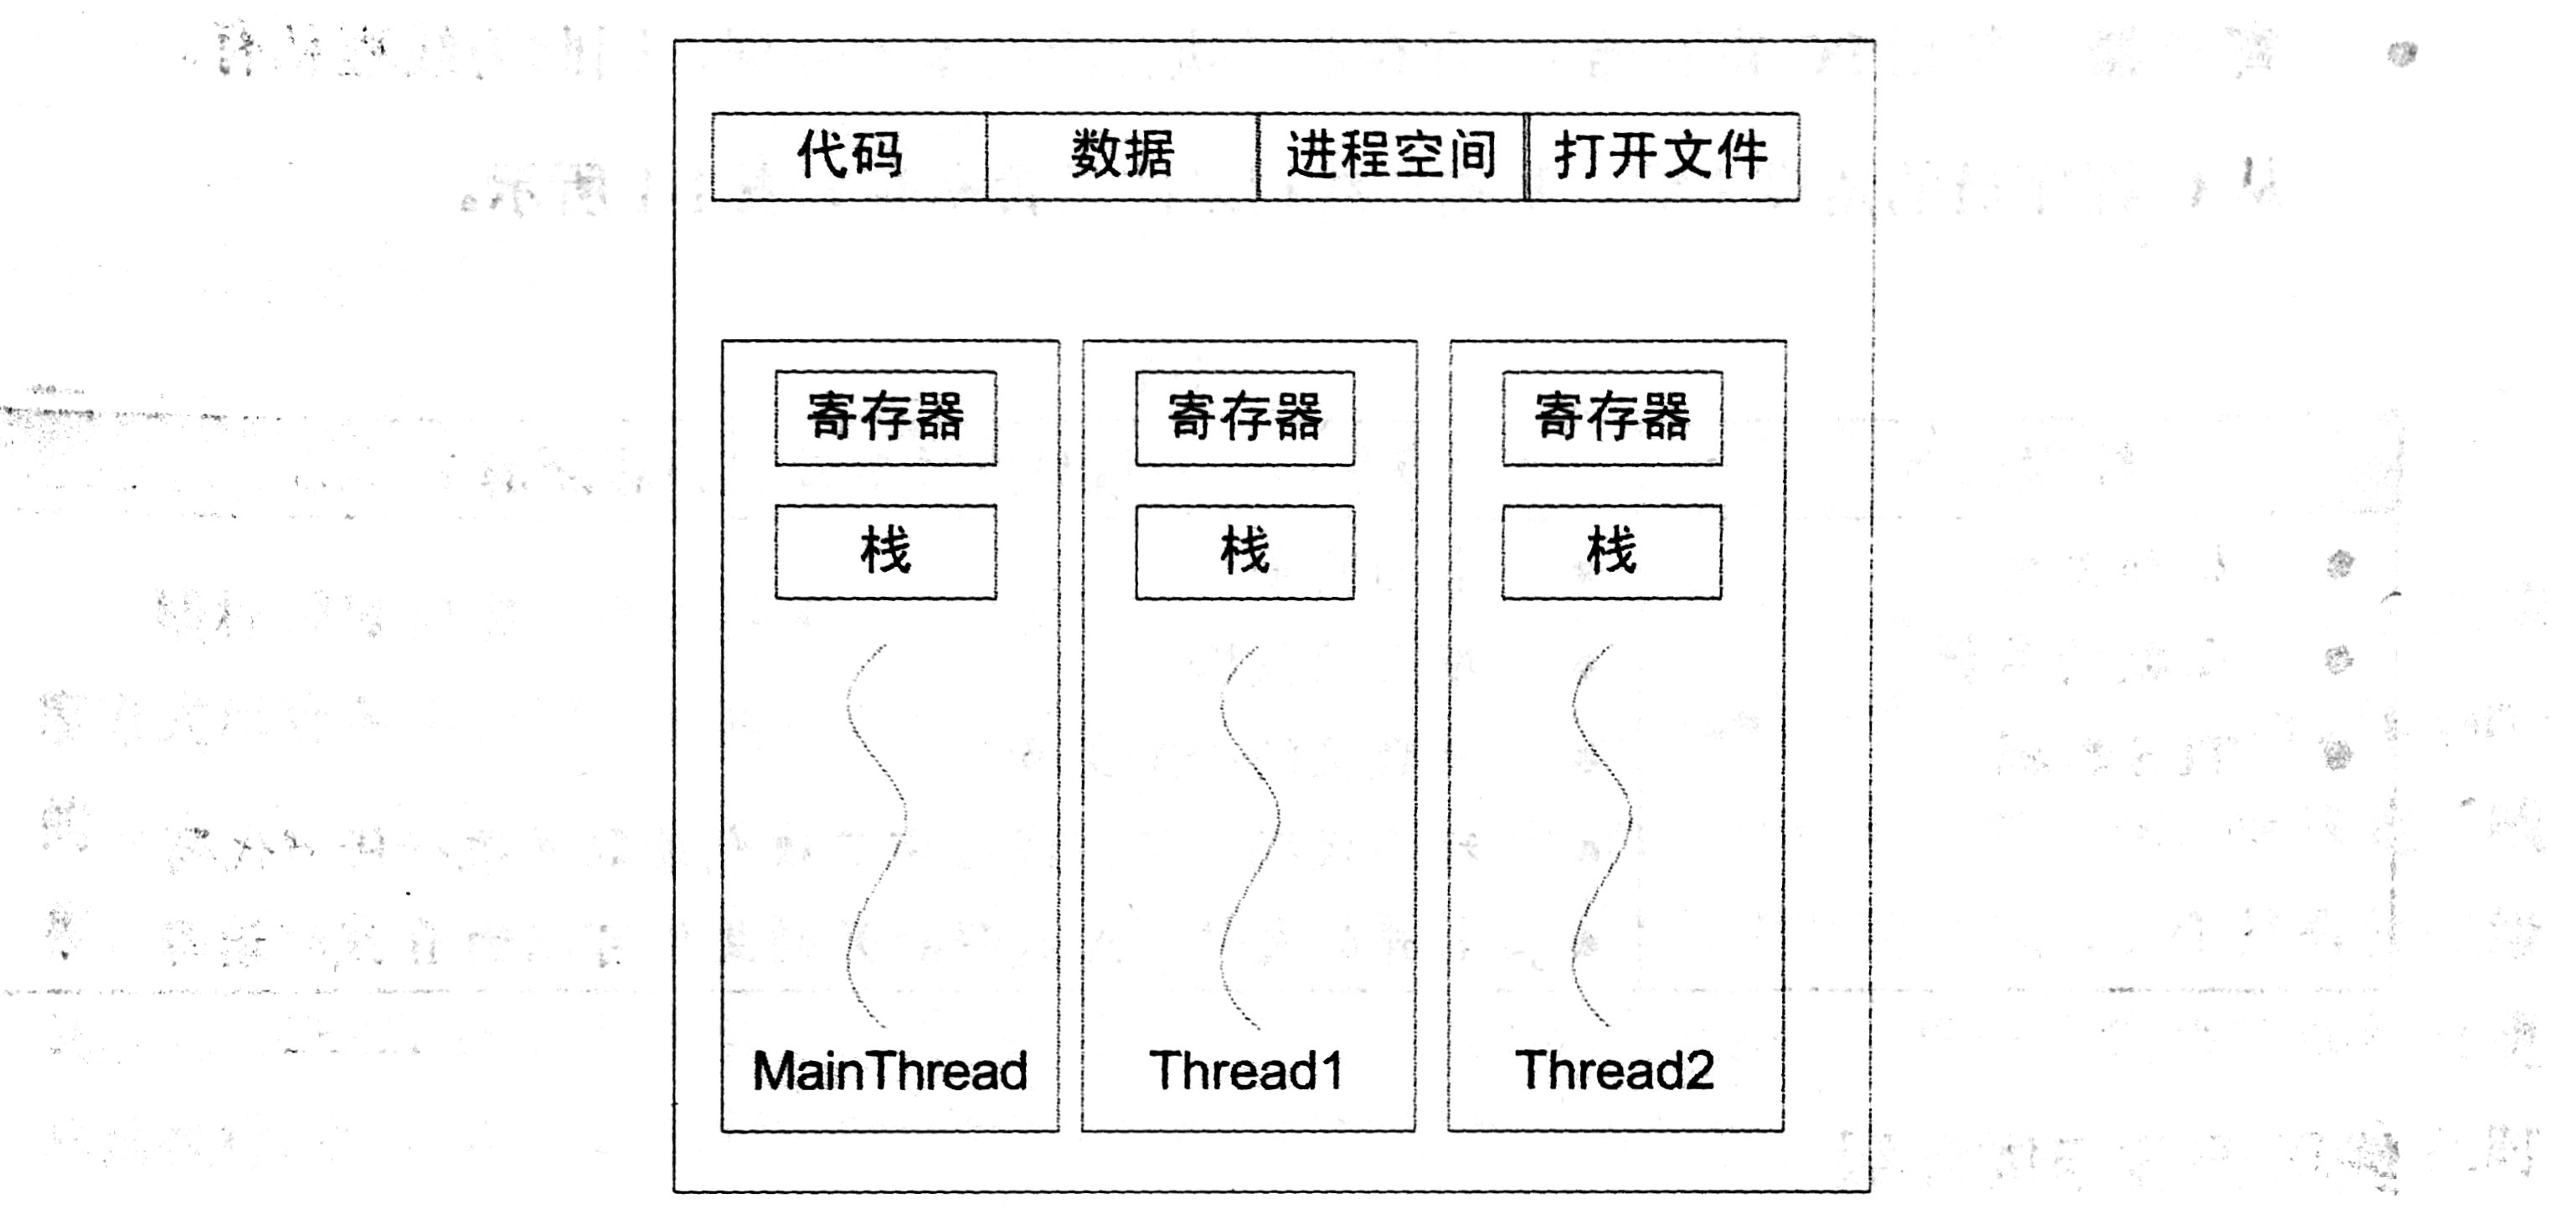 代码 数据 进程空间 打开文件
寄存器 寄存器 寄存器
栈 栈 栈
MainThread Thread1 Thread2